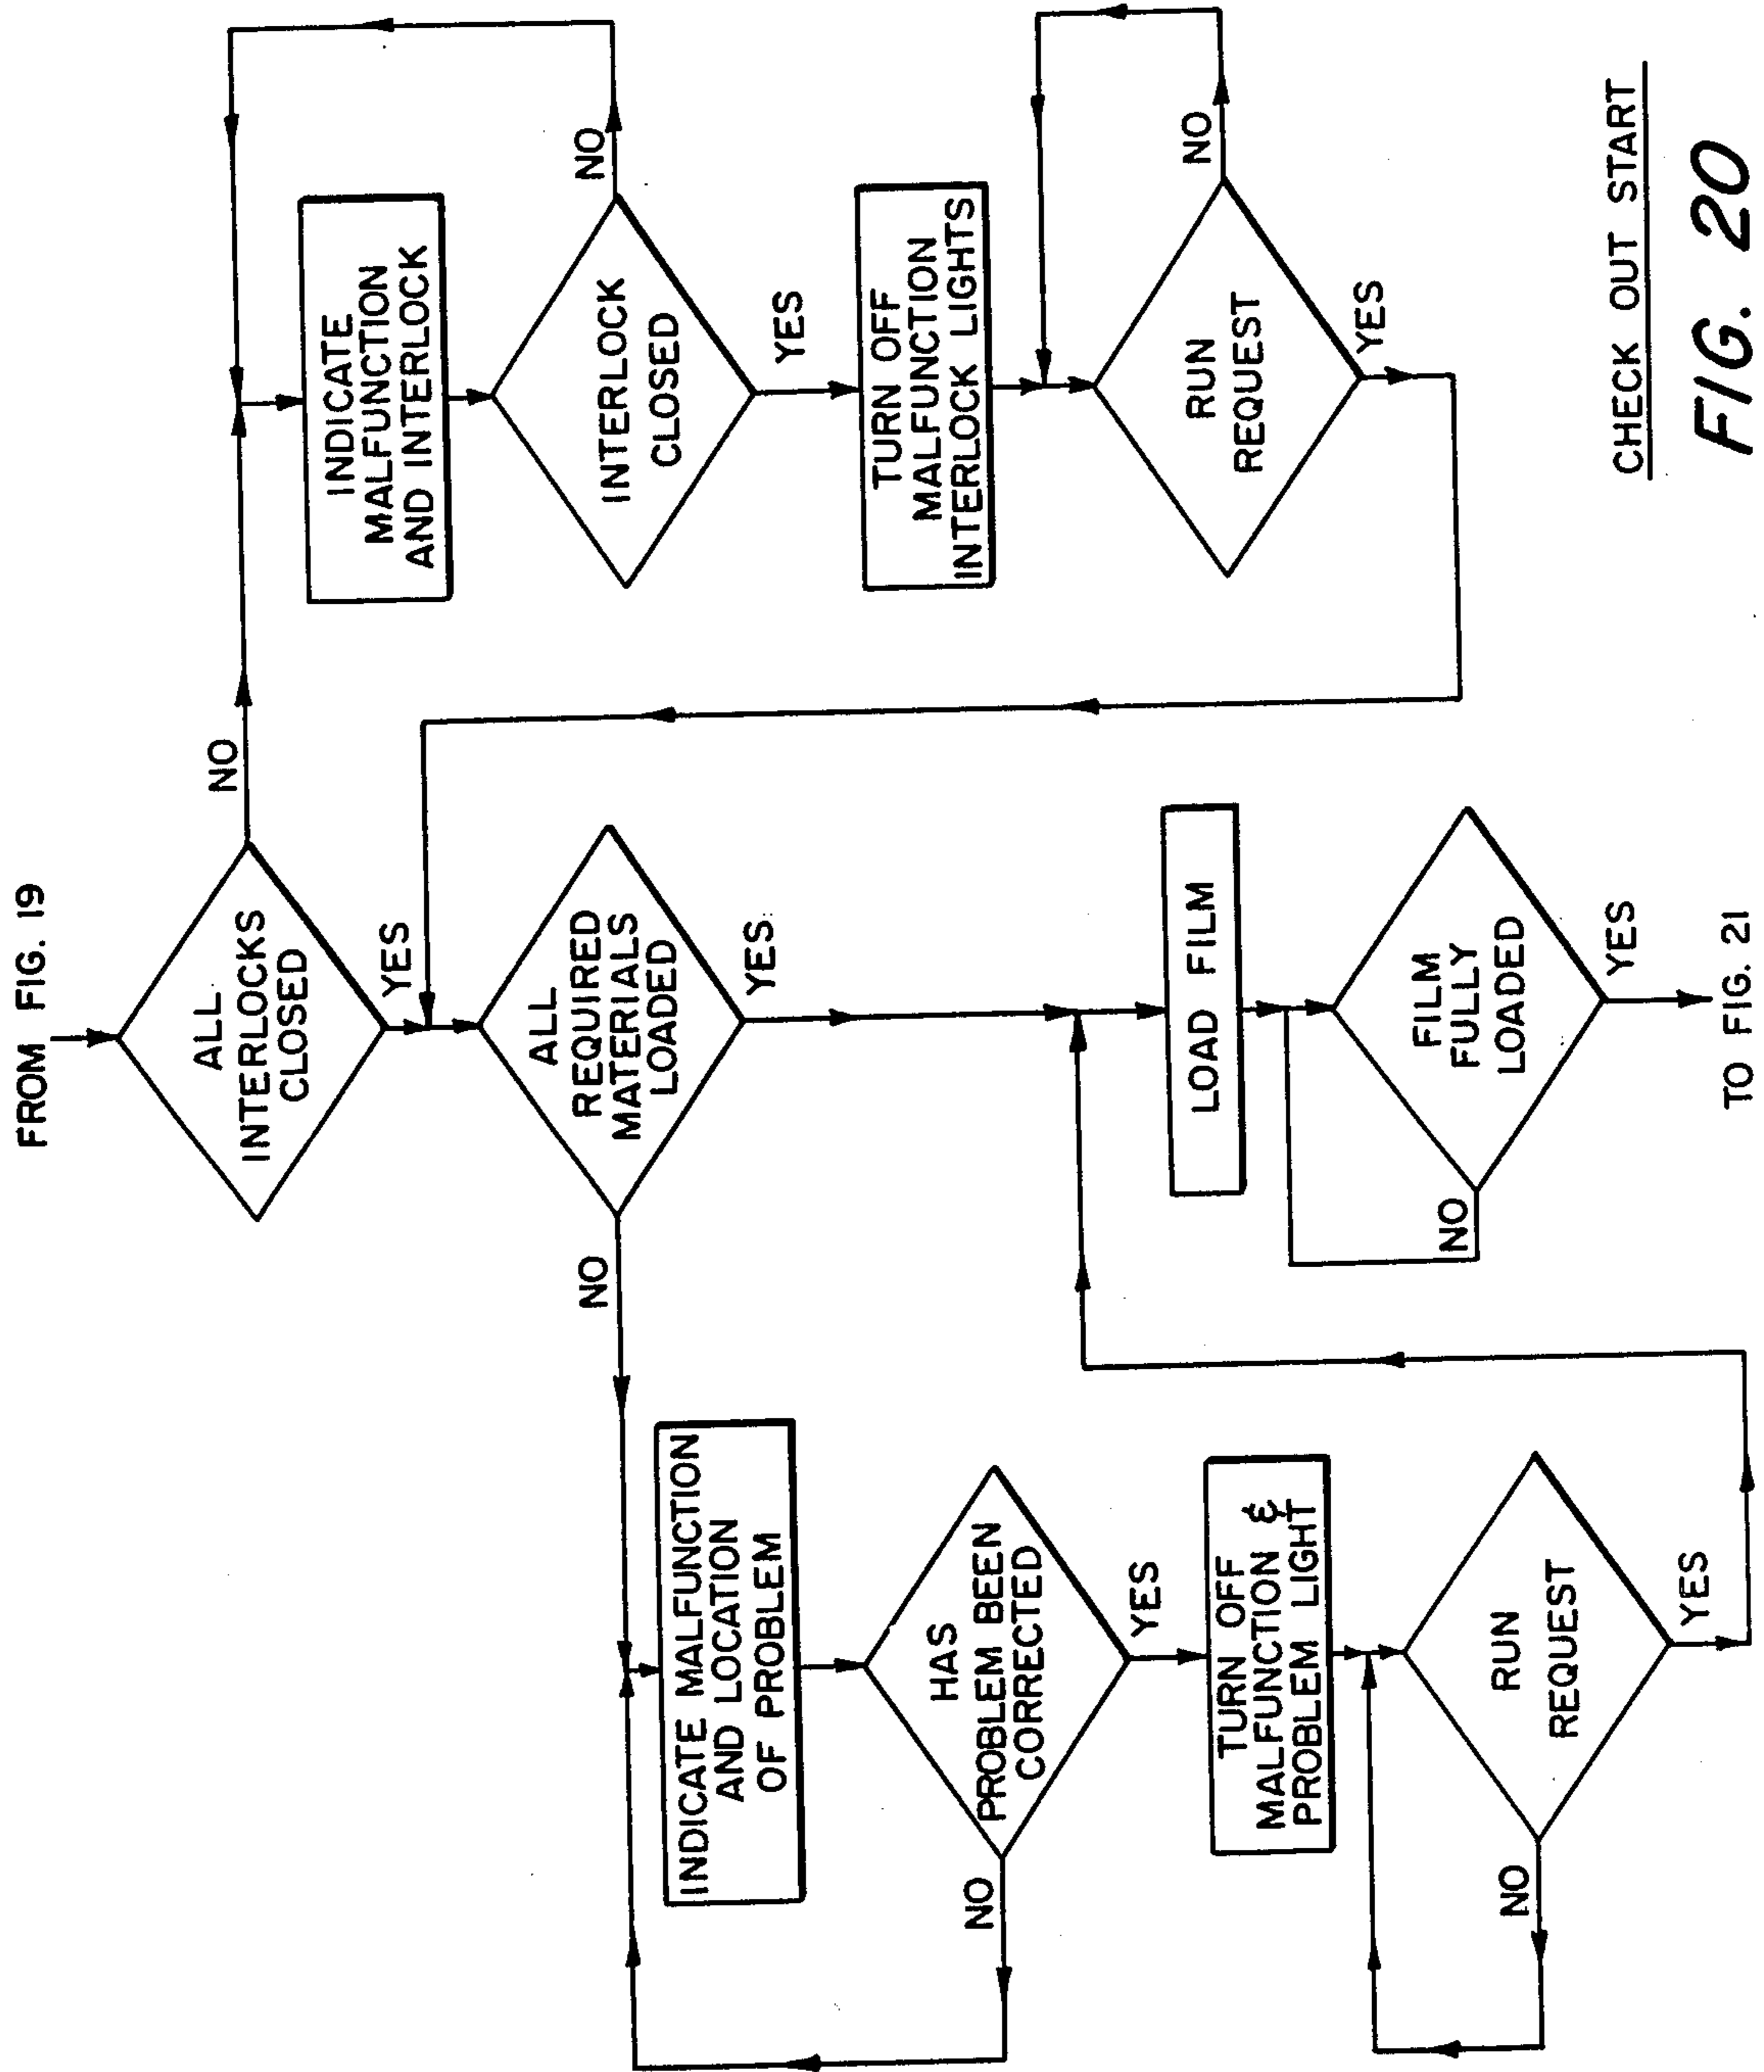 FROM FIG. 19
ALL
INTERLOCKS
CLOSED
NO
YES
INDICATE
MALFUNCTION
AND INTERLOCK
INTERLOCK
CLOSED
NO
YES
TURN OFF
MALFUNCTION
INTERLOCK LIGHTS
RUN
REQUEST
NO
YES
ALL
REQUIRED
MATERIALS
LOADED
NO
YES
INDICATE MALFUNCTION
AND LOCATION
OF PROBLEM
HAS
PROBLEM BEEN
CORRECTED
NO
YES
TURN OFF
MALFUNCTION &
PROBLEM LIGHT
RUN
REQUEST
NO
YES
LOAD FILM
FILM
FULLY
LOADED
NO
YES
TO FIG. 21
CHECK OUT START
FIG. 20